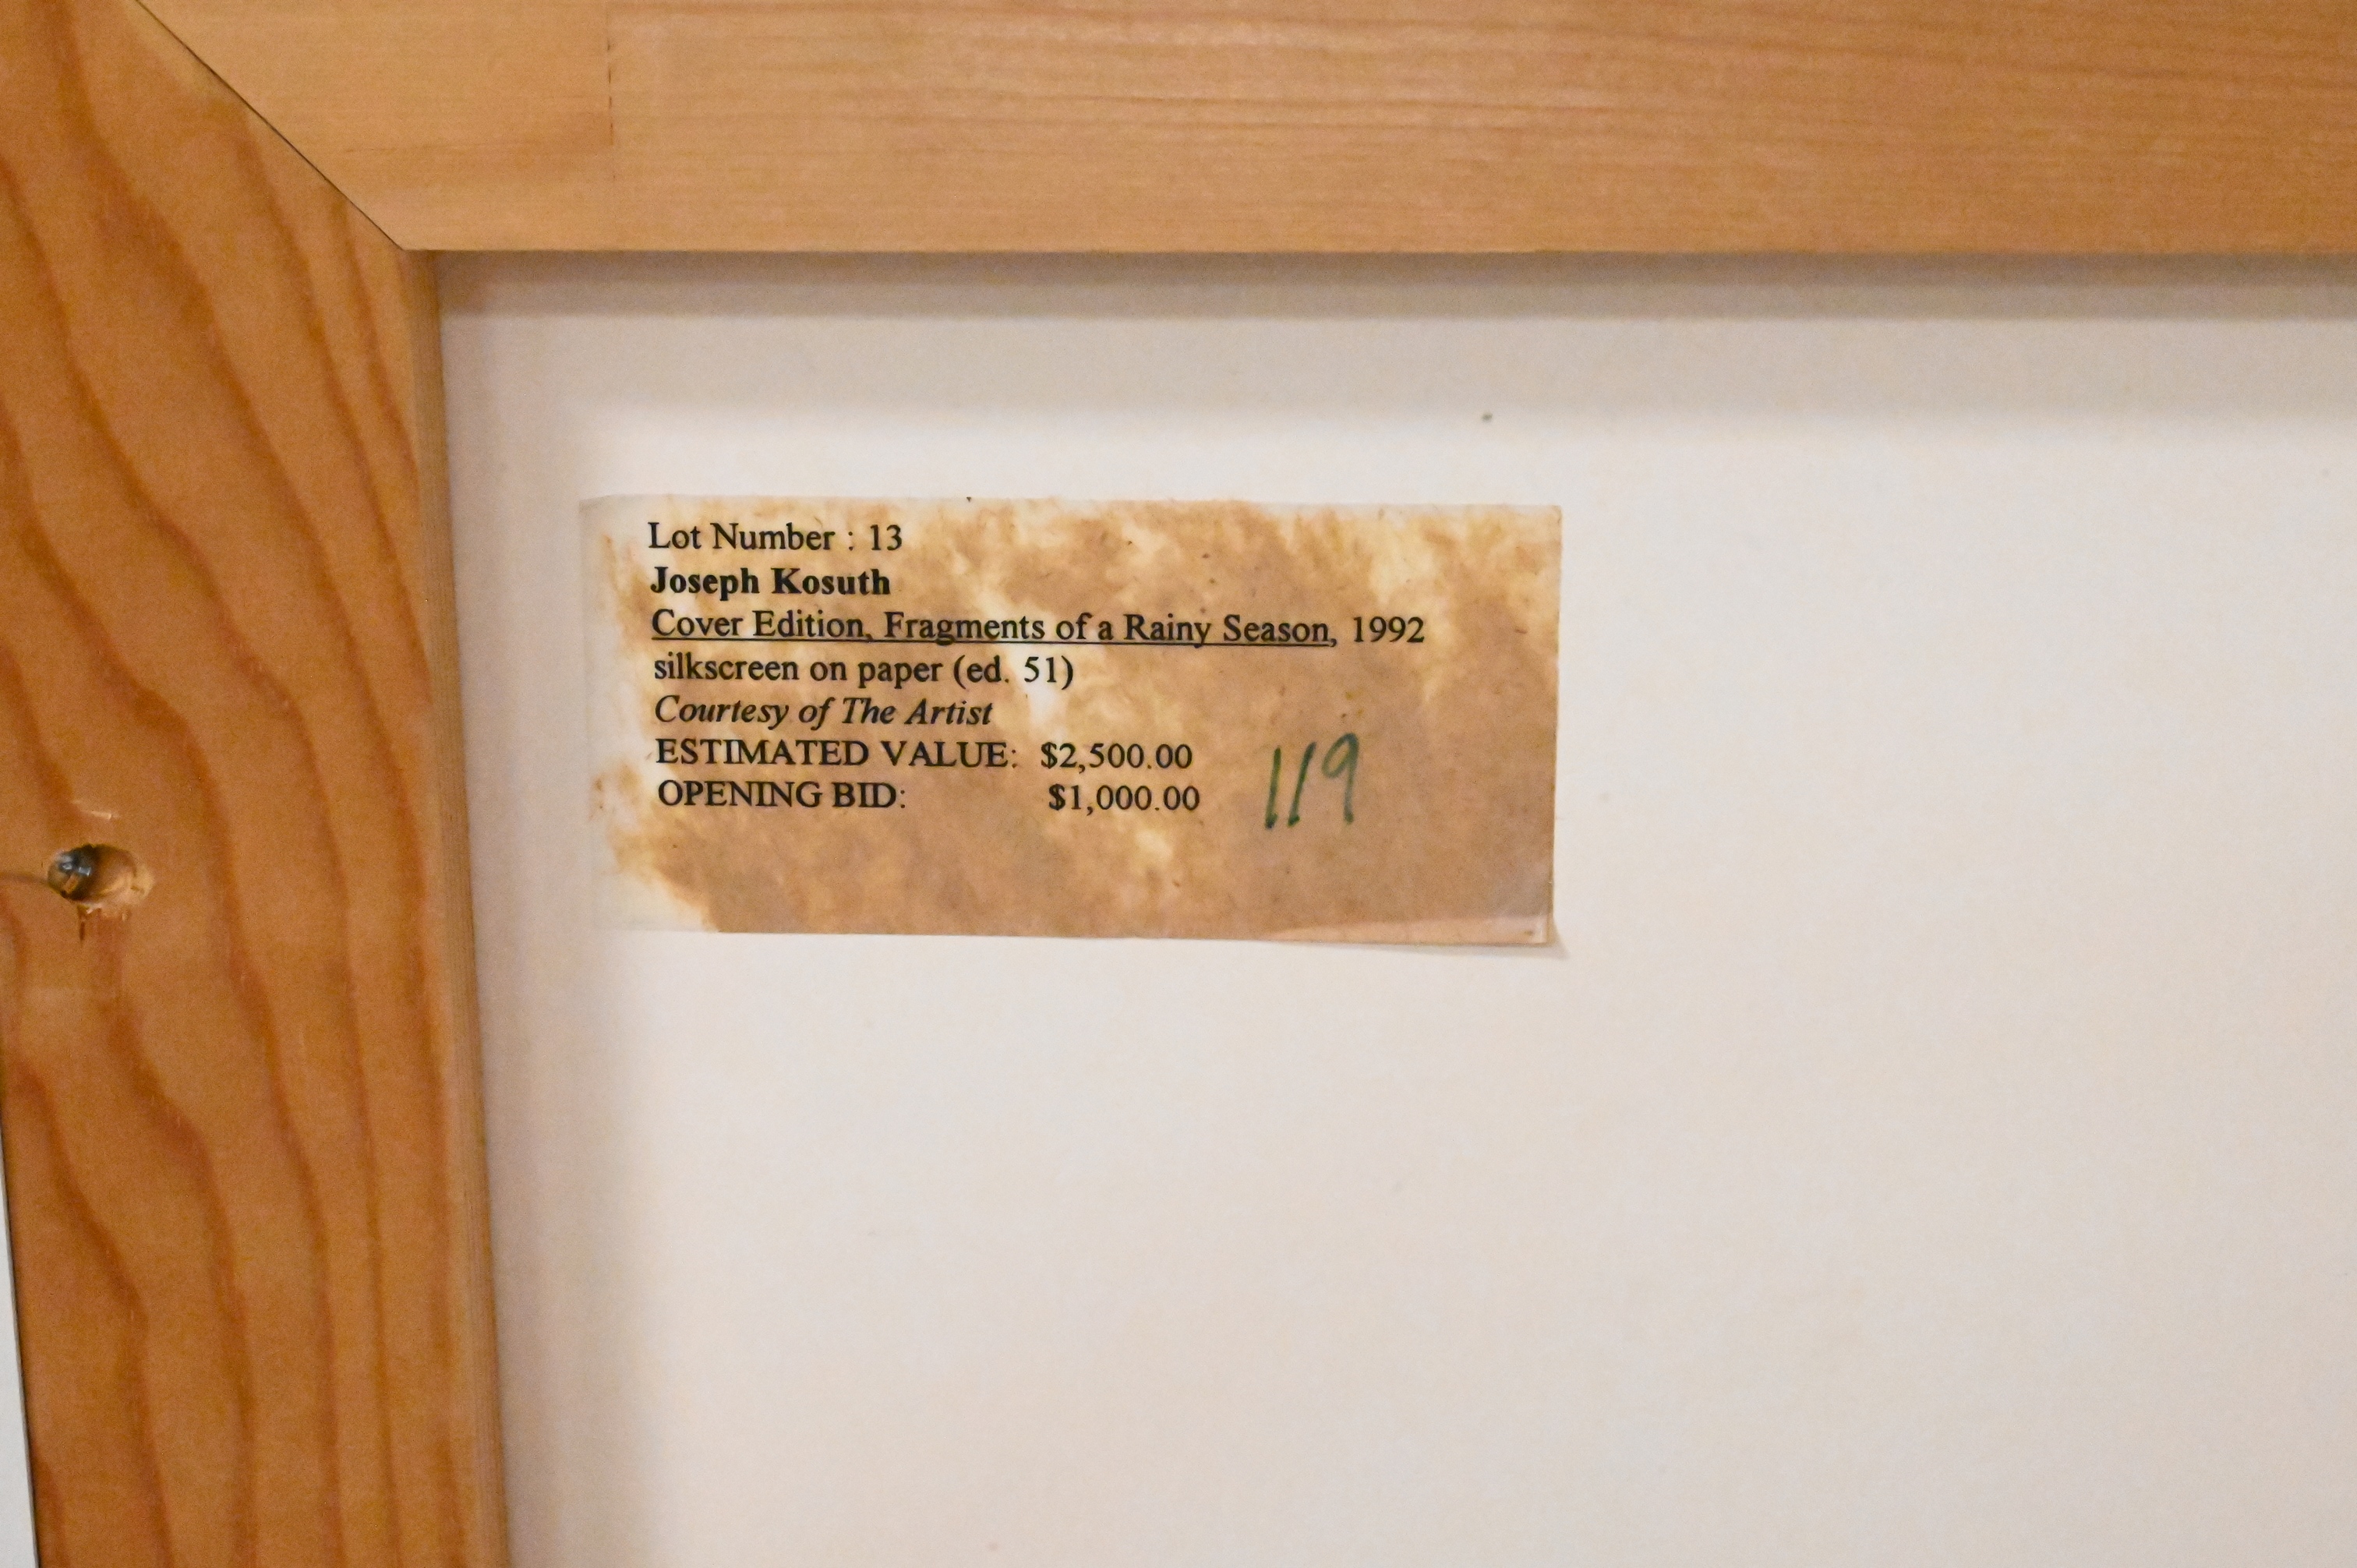 Lot Number : 13
Joseph Kosuth
Cover Edition, Fragments of a Rainy Season, 1992
silkscreen on paper (ed. 51)
Courtesy of The Artist
ESTIMATED VALUE: $2,500.00
OPENING BID: $1,000.00
119